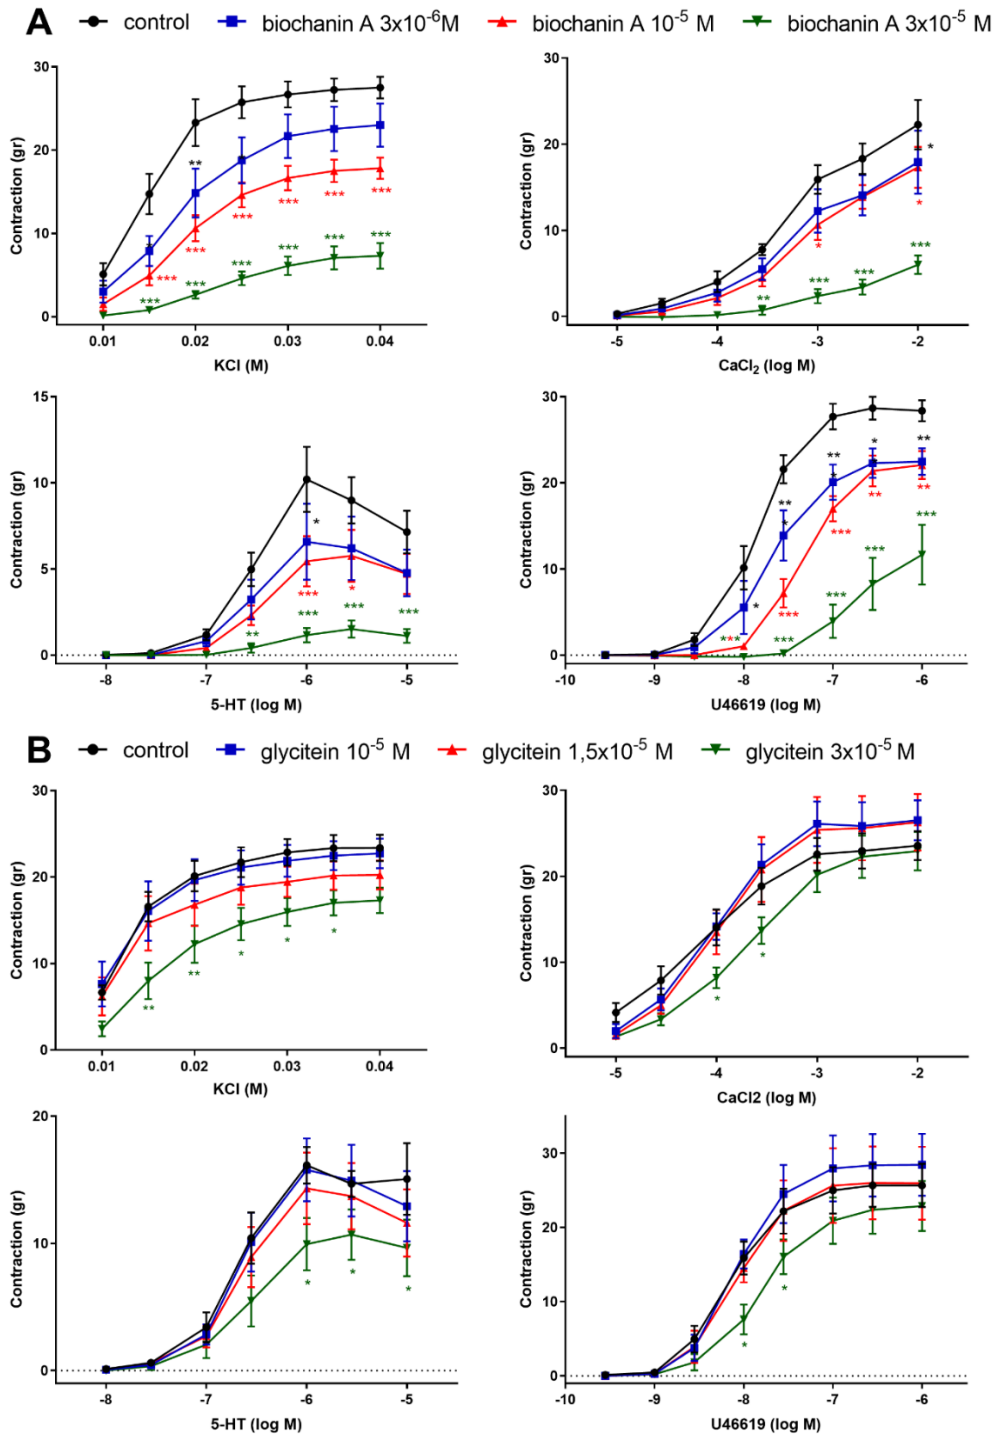 A control biochanin A 3x10⁻⁶M biochanin A 10⁻⁵ M biochanin A 3x10⁻⁵ M
Contraction (gr)
30
20
10
0
** *** *** *** *** *** *** *** *** *** *** *** *** ***
0.01 0.02 0.03 0.04
KCl (M)
Contraction (gr)
30
20
10
0
* * * ** *** *** ***
-5 -4 -3 -2
CaCl₂ (log M)
Contraction (gr)
15
10
5
0
* *** * ** *** *** ***
-8 -7 -6 -5
5-HT (log M)
Contraction (gr)
30
20
10
0
* ** * ** * * ** *** *** *** ** ** *** *** *** ***
-10 -9 -8 -7 -6
U46619 (log M)
B control glycitein 10⁻⁵ M glycitein 1,5x10⁻⁵ M glycitein 3x10⁻⁵ M
Contraction (gr)
30
20
10
0
** ** * * *
0.01 0.02 0.03 0.04
KCl (M)
Contraction (gr)
30
20
10
0
* *
-5 -4 -3 -2
CaCl2 (log M)
Contraction (gr)
20
10
0
* * *
-8 -7 -6 -5
5-HT (log M)
Contraction (gr)
30
20
10
0
* *
-10 -9 -8 -7 -6
U46619 (log M)